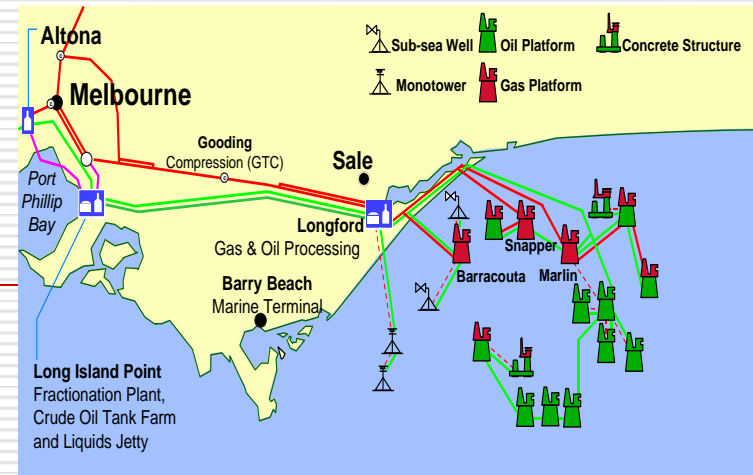 Altona
Melbourne
Port
Phillip
Bay
Gooding
Compression (GTC)
Sale
Longford
Gas & Oil Processing
Barry Beach
Marine Terminal
Long Island Point
Fractionation Plant,
Crude Oil Tank Farm
and Liquids Jetty
Sub-sea Well
Oil Platform
Concrete Structure
Monotower
Gas Platform
Snapper
Barracouta
Marlin
C
C
C